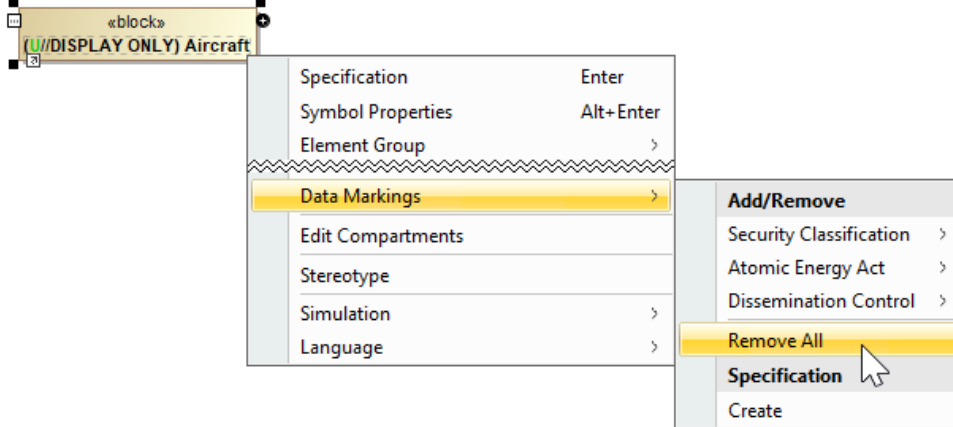 «block»
(U//DISPLAY ONLY) Aircraft
Specification Enter
Symbol Properties Alt+Enter
Element Group
Data Markings
Edit Compartments
Stereotype
Simulation
Language
Add/Remove
Security Classification
Atomic Energy Act
Dissemination Control
Remove All
Specification
Create